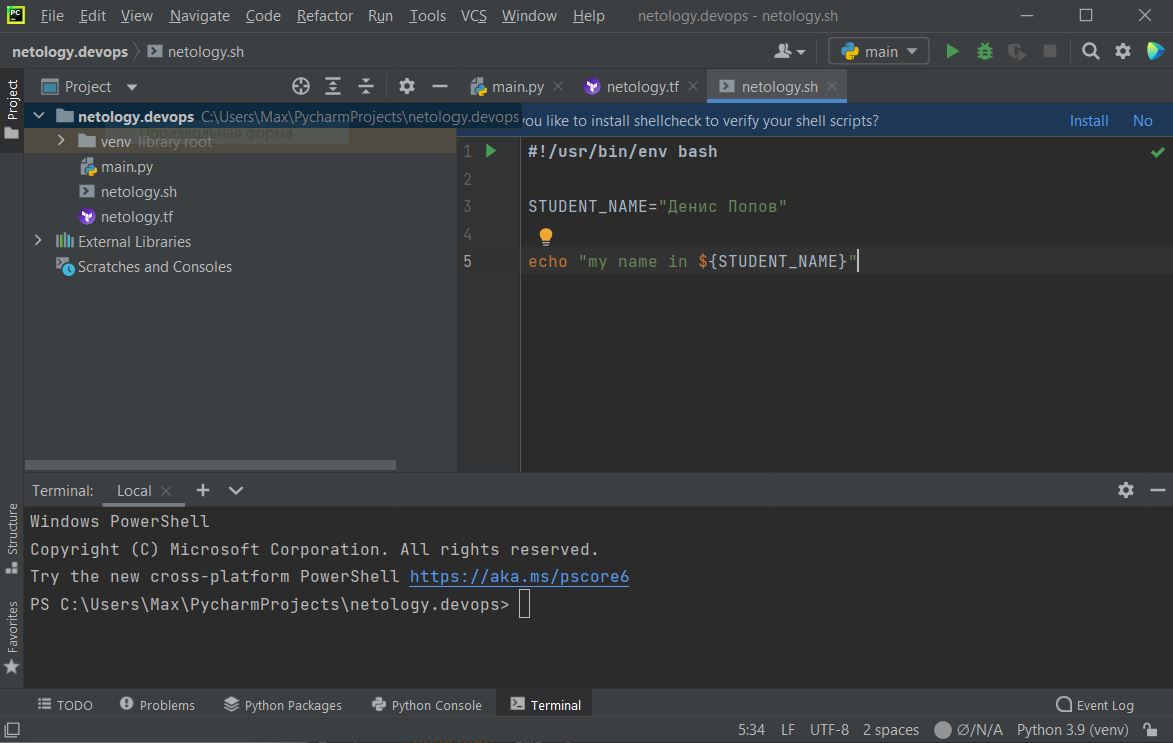 PC File Edit View Navigate Code Refactor Run Tools VCS Window Help netology.devops - netology.sh
netology.devops netology.sh main
Project main.py netology.tf netology.sh
Project
netology.devops C:\Users\Max\PycharmProjects\netology.devops
you like to install shellcheck to verify your shell scripts? Install No
Произвольная форма
venv library root
main.py
netology.sh
netology.tf
External Libraries
Scratches and Consoles
1 #!/usr/bin/env bash
2
3 STUDENT_NAME="Денис Попов"
4
5 echo "my name in ${STUDENT_NAME}"
Terminal: Local
Structure
Favorites
Windows PowerShell
Copyright (C) Microsoft Corporation. All rights reserved.
Try the new cross-platform PowerShell https://aka.ms/pscore6
PS C:\Users\Max\PycharmProjects\netology.devops>
TODO Problems Python Packages Python Console Terminal Event Log
5:34 LF UTF-8 2 spaces Ø/N/A Python 3.9 (venv)